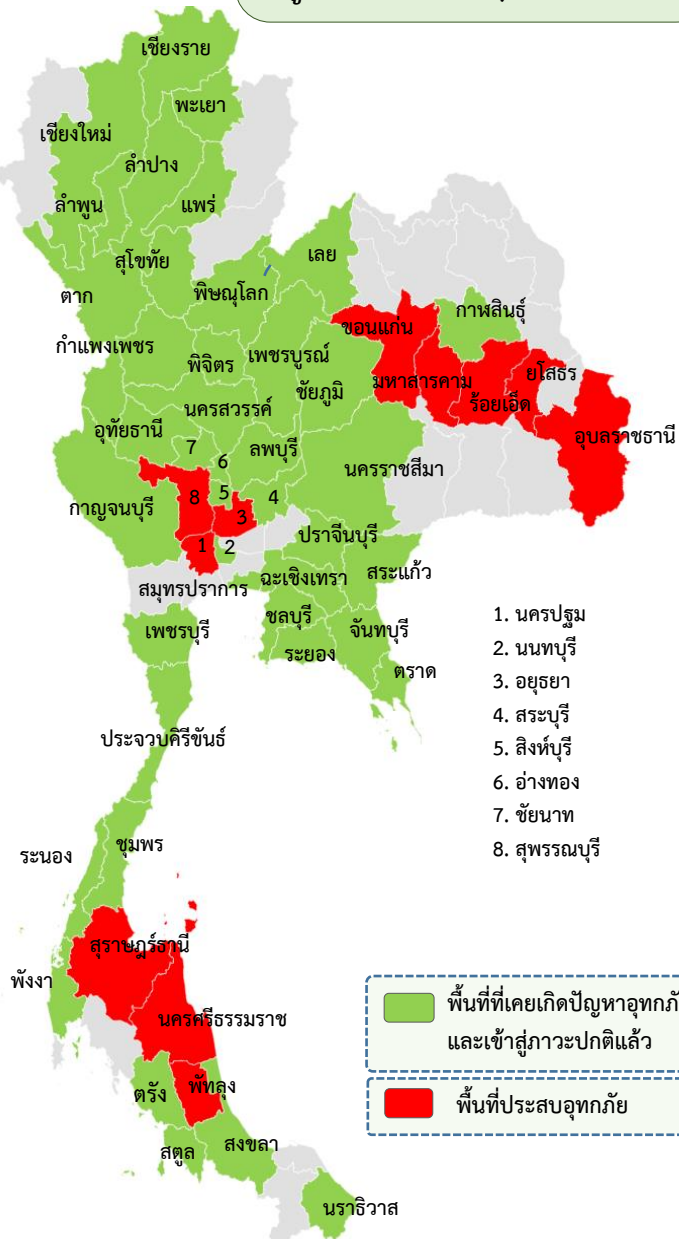 เชียงราย
พะเยา
เชียงใหม่
ลำปาง
ลำพูน
แพร่
สุโขทัย
เลย
ตาก
พิษณุโลก
กำแพงเพชร
พิจิตร
เพชรบูรณ์
ขอนแก่น
กาฬสินธุ์
มหาสารคาม
ยโสธร
ชัยภูมิ
ร้อยเอ็ด
นครสวรรค์
อุทัยธานี
อุบลราชธานี
7
6
ลพบุรี
นครราชสีมา
กาญจนบุรี
8
5
4
3
ปราจีนบุรี
1
2
ฉะเชิงเทรา
สระแก้ว
สมุทรปราการ
ชลบุรี
เพชรบุรี
จันทบุรี
ระยอง
ตราด
1. นครปฐม
2. นนทบุรี
3. อยุธยา
4. สระบุรี
5. สิงห์บุรี
6. อ่างทอง
7. ชัยนาท
8. สุพรรณบุรี
ประจวบคิรีขันธ์
ชุมพร
ระนอง
สุราษฎร์ธานี
พังงา
นครศรีธรรมราช
ตรัง
พัทลุง
สตูล
สงขลา
นราธิวาส
พื้นที่ที่เคยเกิดปัญหาอุทกภั
และเข้าสู่ภาวะปกติแล้ว
พื้นที่ประสบอุทกภัย